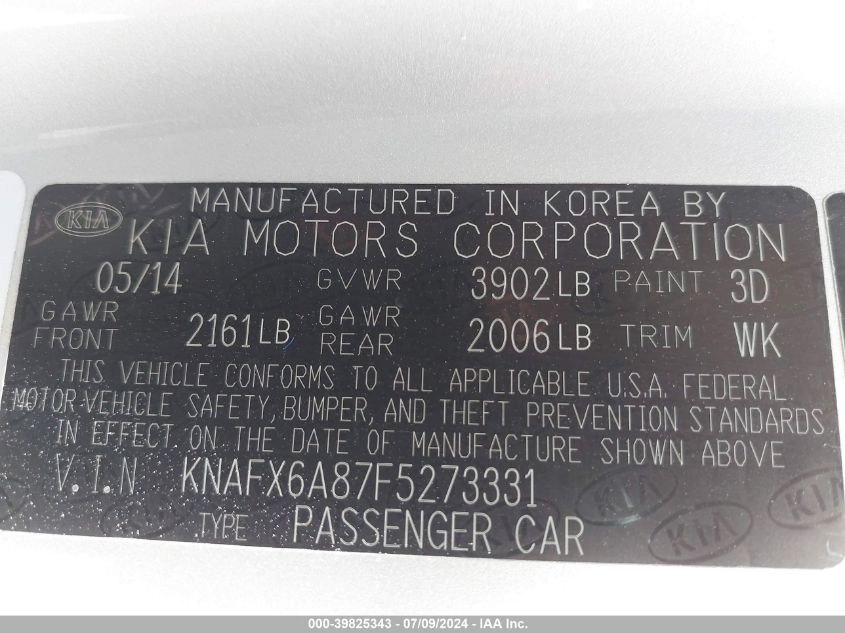 MANUFACTURED IN KOREA BY
KIA KIA MOTORS CORPORATION
05/14 GVWR 3902LB PAINT 3D
GAWR FRONT 2161LB GAWR REAR 2006LB TRIM WK
THIS VEHICLE CONFORMS TO ALL APPLICABLE U.S.A. FEDERAL
MOTOR VEHICLE SAFETY, BUMPER, AND THEFT PREVENTION STANDARDS
IN EFFECT ON THE DATE OF MANUFACTURE SHOWN ABOVE
V.I.N KNAFX6A87F5273331
TYPE PASSENGER CAR
KIA
KIA
KIA
000-39825343 - 07/09/2024 - IAA Inc.